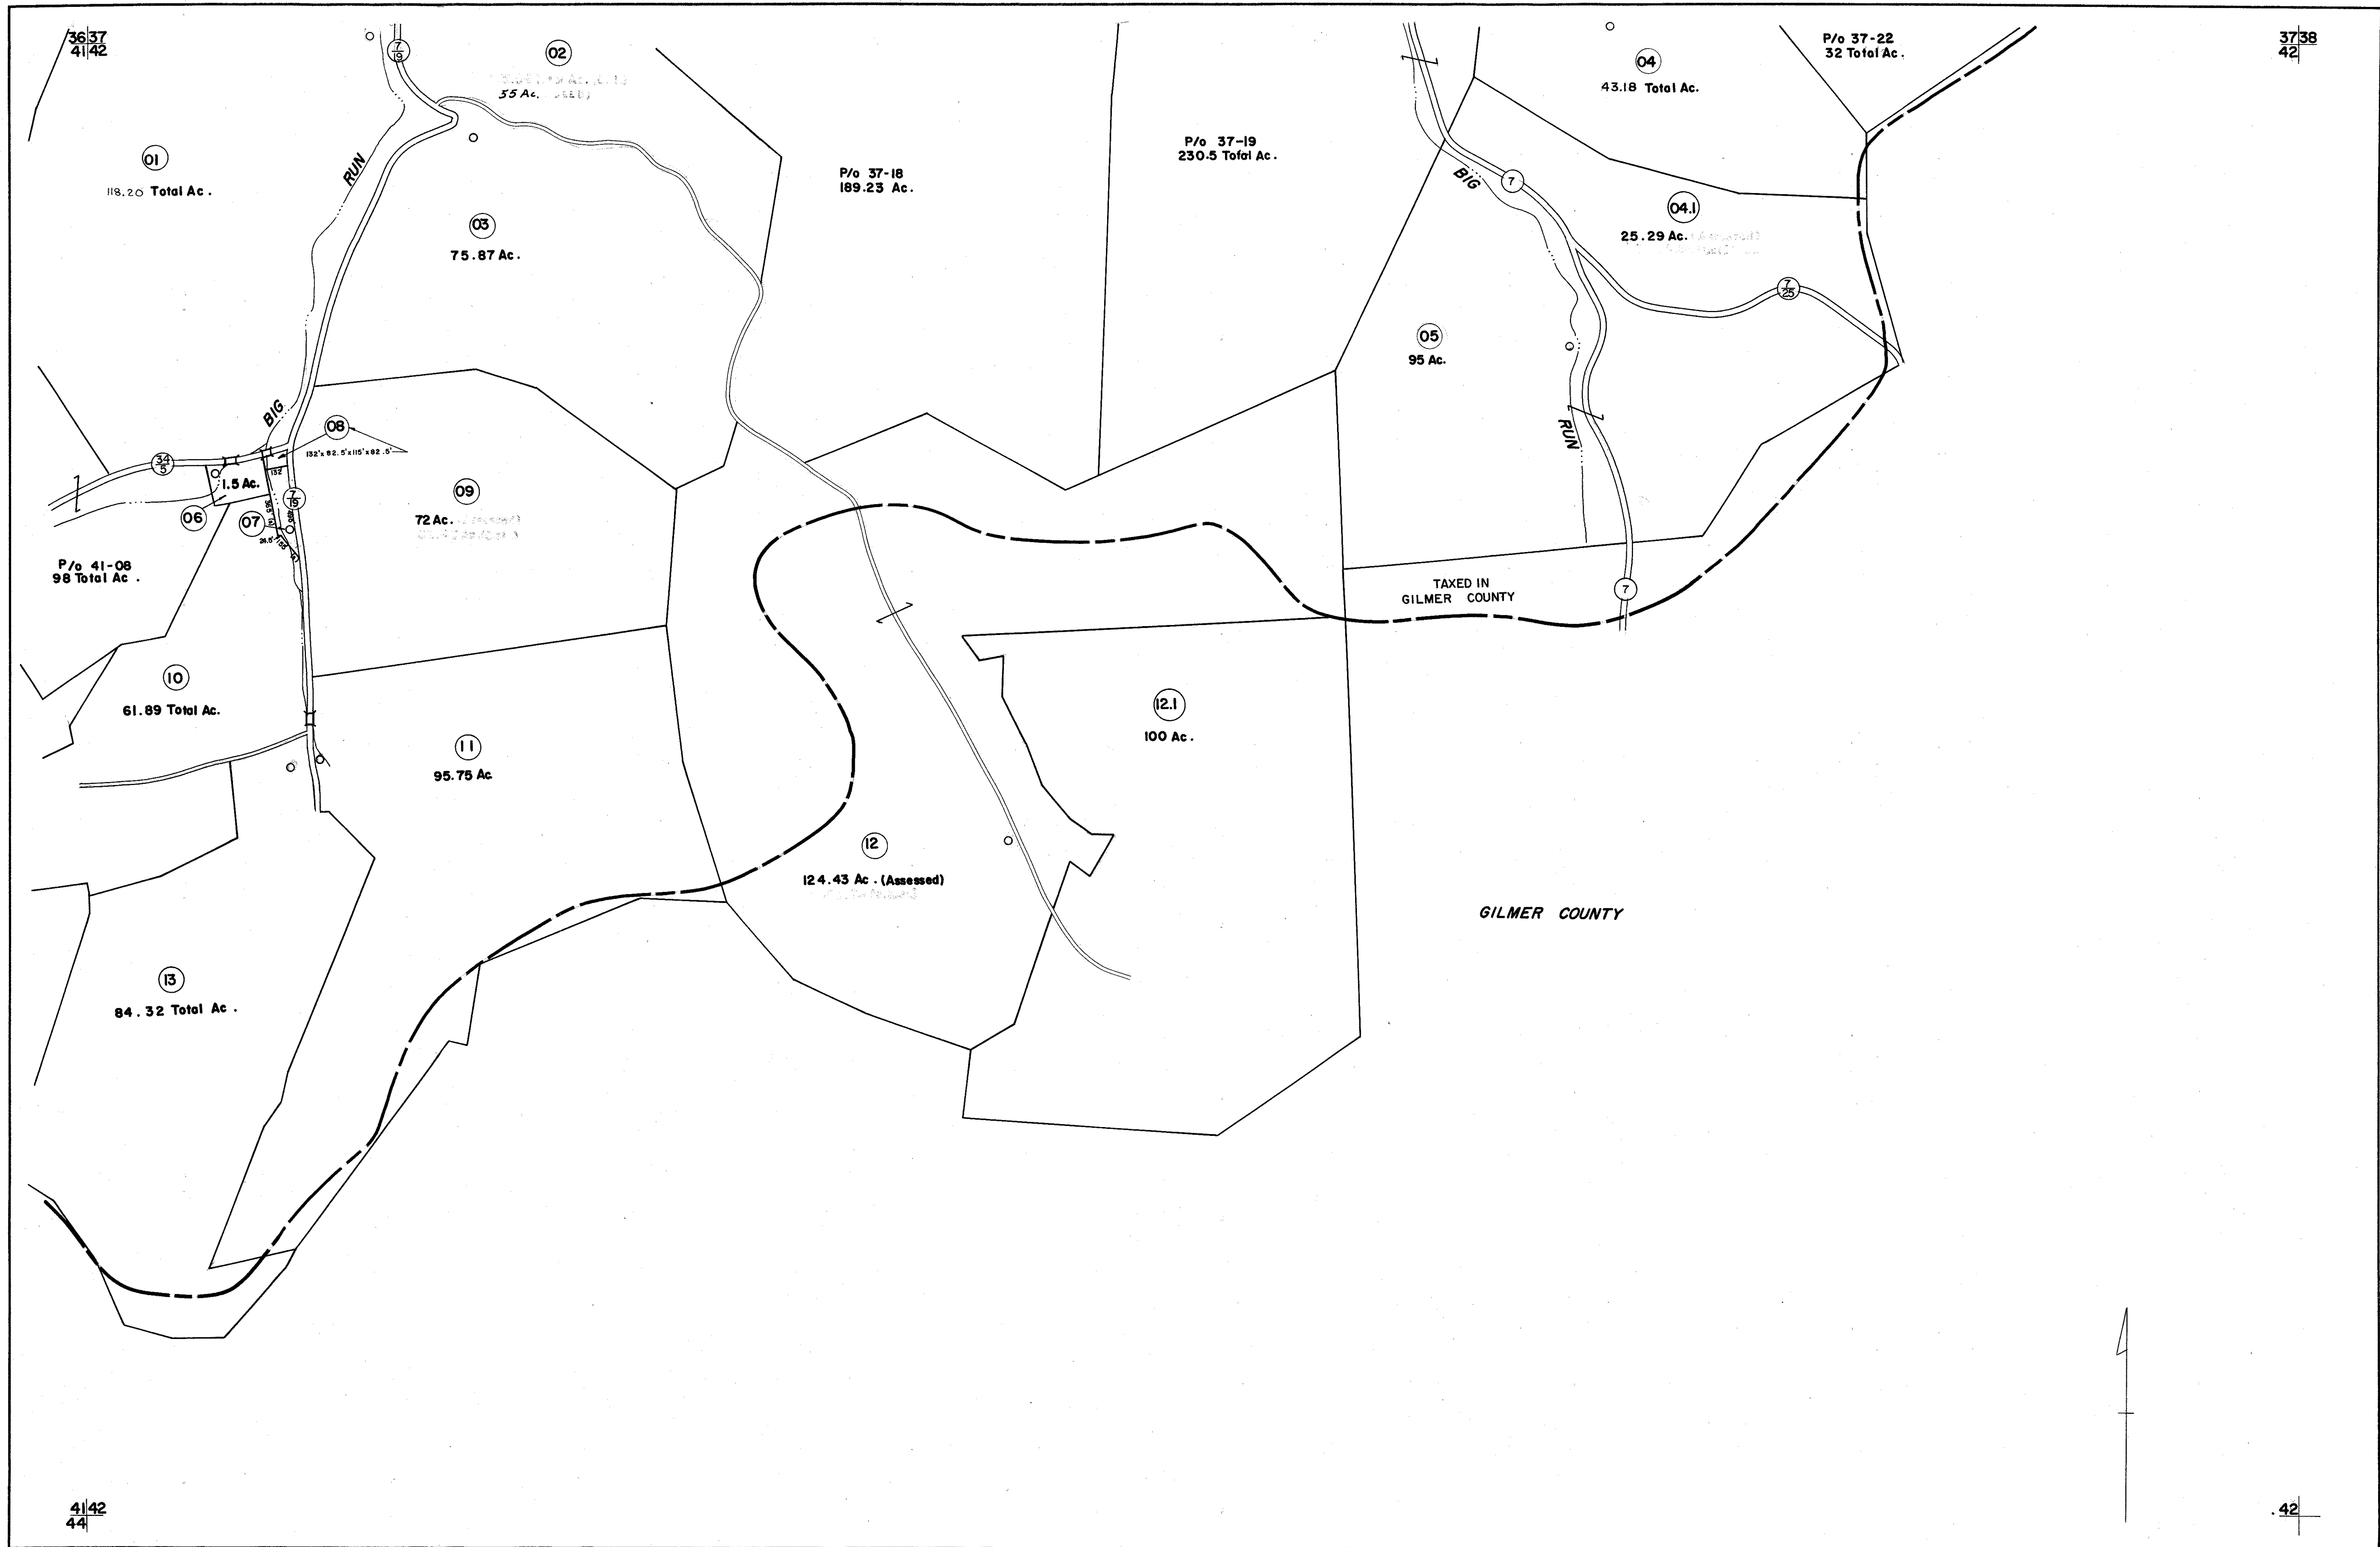 36 37
41 42
7
19
02
55 Ac.
04
43.18 Total Ac.
P/o 37-22
32 Total Ac.
37 38
42
01
118.20 Total Ac.
RUN
03
75.87 Ac.
P/o 37-18
189.23 Ac.
P/o 37-19
230.5 Total Ac.
BIG
7
04.1
25.29 Ac.
7
25
05
95 Ac.
RUN
BIG
08
132'x 82.5'x115'x82.5'
34
5
132'
1.5 Ac.
7
19
06
07
09
72 Ac.
P/o 41-08
98 Total Ac.
TAXED IN
GILMER COUNTY
7
10
61.89 Total Ac.
11
95.75 Ac.
12.1
100 Ac.
12
124.43 Ac. (Assessed)
GILMER COUNTY
13
84.32 Total Ac.
41 42
44
42